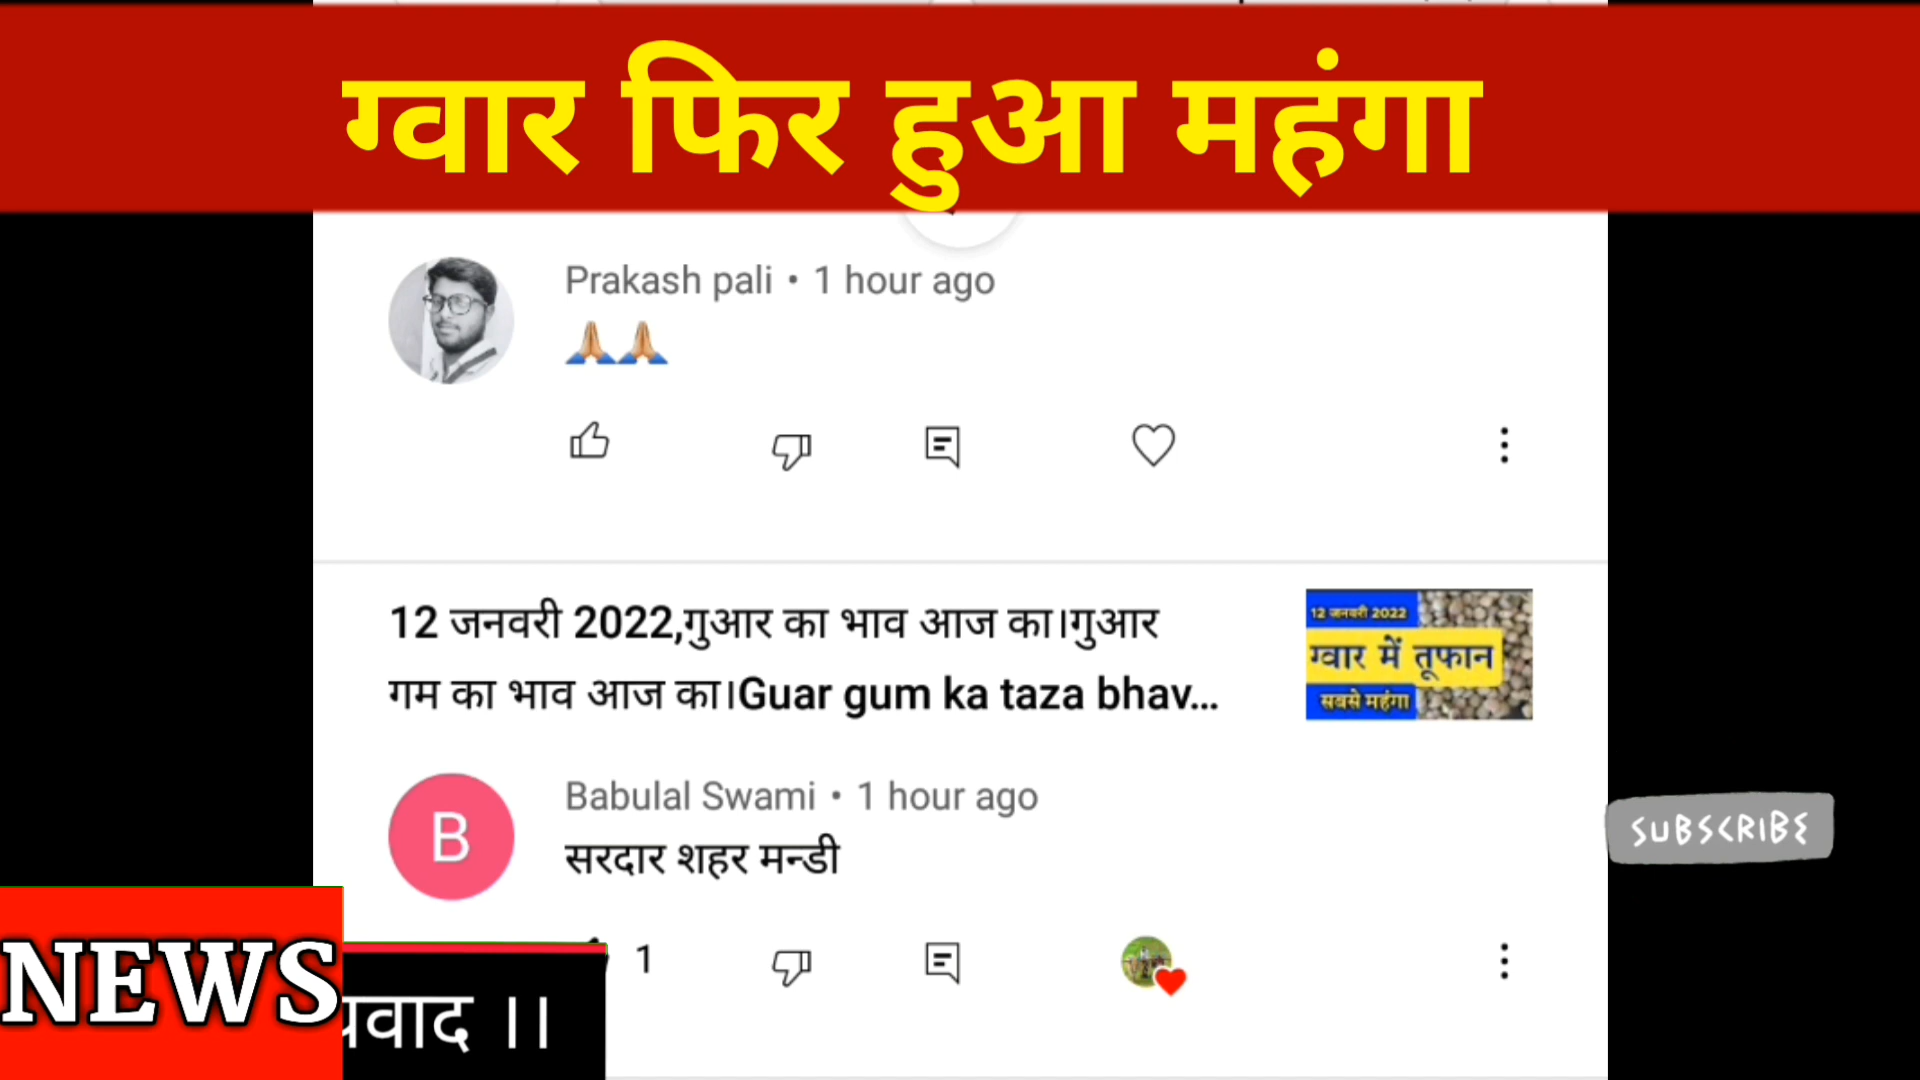 ग्वार फिर हुआ महंगा
Prakash pali • 1 hour ago
🙏🙏
12 जनवरी 2022,गुआर का भाव आज का।गुआर
गम का भाव आज का।Guar gum ka taza bhav...
12 जनवरी 2022
ग्वार में तूफान
सबसे महंगा
B
Babulal Swami • 1 hour ago
सरदार शहर मन्डी
SUBSCRIBE
1
NEWS
यवाद ।।